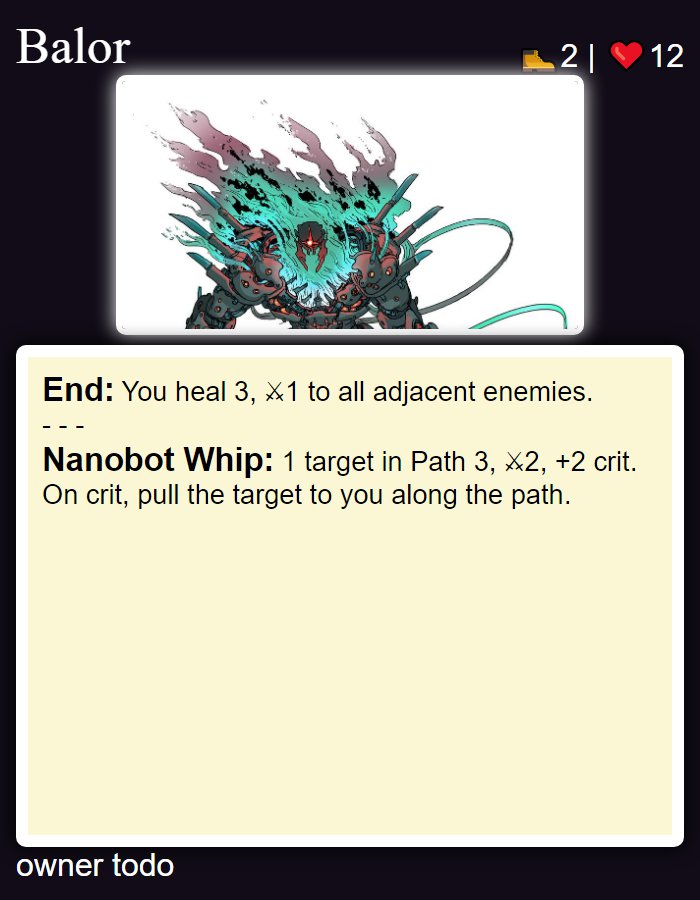 Balor
🥾2 | ❤️12
End: You heal 3, ⚔1 to all adjacent enemies.
- - -
Nanobot Whip: 1 target in Path 3, ⚔2, +2 crit.
On crit, pull the target to you along the path.
owner todo